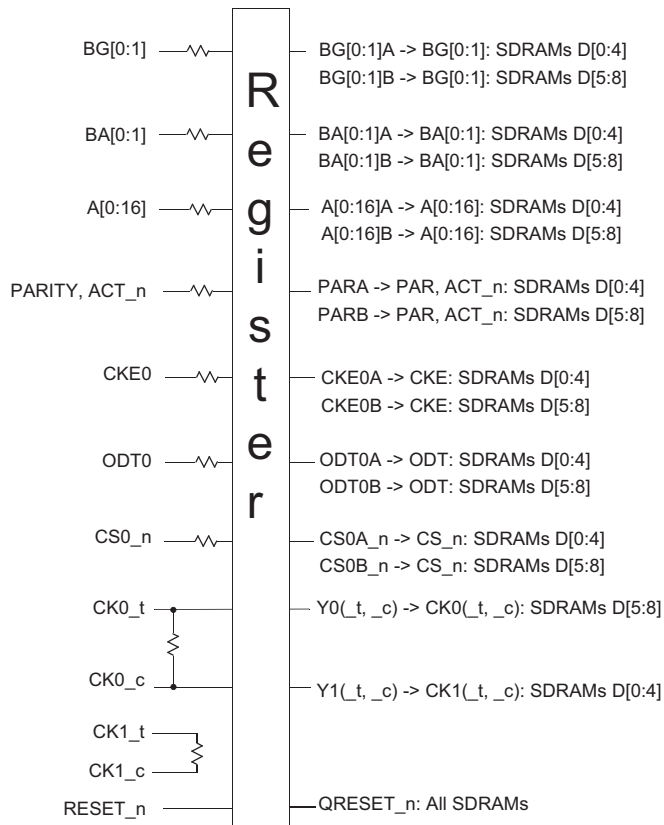 BG[0:1]
BG[0:1]A -> BG[0:1]: SDRAMs D[0:4]
BG[0:1]B -> BG[0:1]: SDRAMs D[5:8]
BA[0:1]
BA[0:1]A -> BA[0:1]: SDRAMs D[0:4]
BA[0:1]B -> BA[0:1]: SDRAMs D[5:8]
A[0:16]
A[0:16]A -> A[0:16]: SDRAMs D[0:4]
A[0:16]B -> A[0:16]: SDRAMs D[5:8]
PARITY, ACT_n
PARA -> PAR, ACT_n: SDRAMs D[0:4]
PARB -> PAR, ACT_n: SDRAMs D[5:8]
CKE0
CKE0A -> CKE: SDRAMs D[0:4]
CKE0B -> CKE: SDRAMs D[5:8]
ODT0
ODT0A -> ODT: SDRAMs D[0:4]
ODT0B -> ODT: SDRAMs D[5:8]
CS0_n
CS0A_n -> CS_n: SDRAMs D[0:4]
CS0B_n -> CS_n: SDRAMs D[5:8]
CK0_t
Y0(_t, _c) -> CK0(_t, _c): SDRAMs D[5:8]
CK0_c
Y1(_t, _c) -> CK1(_t, _c): SDRAMs D[0:4]
CK1_t
CK1_c
RESET_n
QRESET_n: All SDRAMs
Register